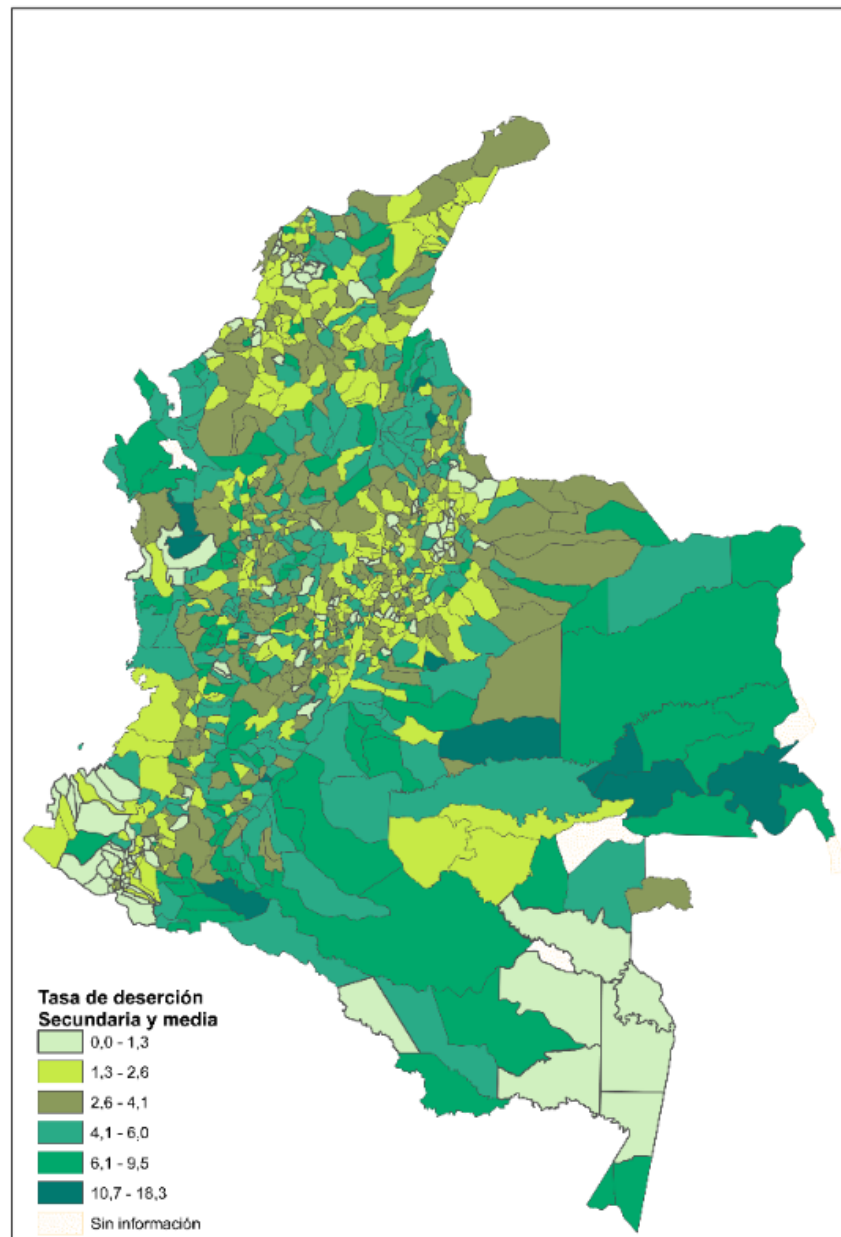 Tasa de deserción
Secundaria y media
0,0 - 1,3
1,3 - 2,6
2,6 - 4,1
4,1 - 6,0
6,1 - 9,5
10,7 - 18,3
Sin información